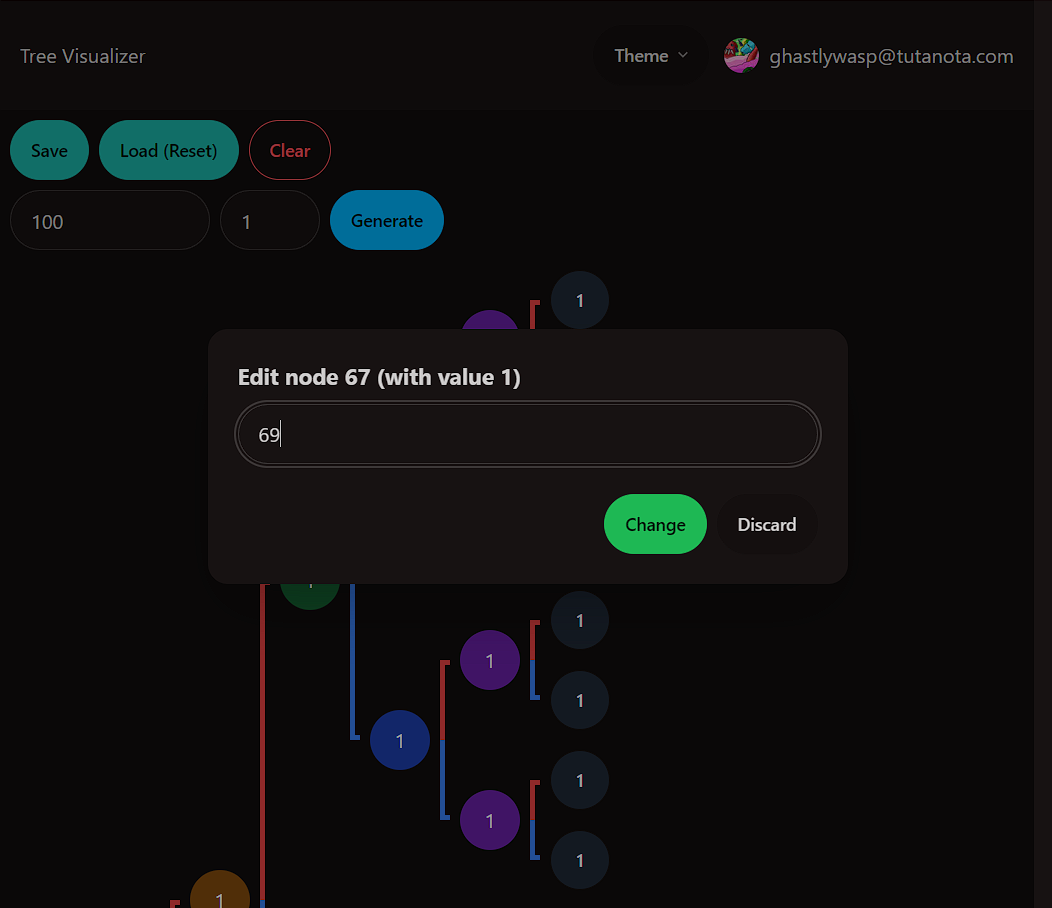 Tree Visualizer
Theme
ghastlywasp@tutanota.com
Save
Load (Reset)
Clear
100
1
Generate
1
Edit node 67 (with value 1)
69
Change
Discard
1
1
1
1
1
1
1
1
1
1